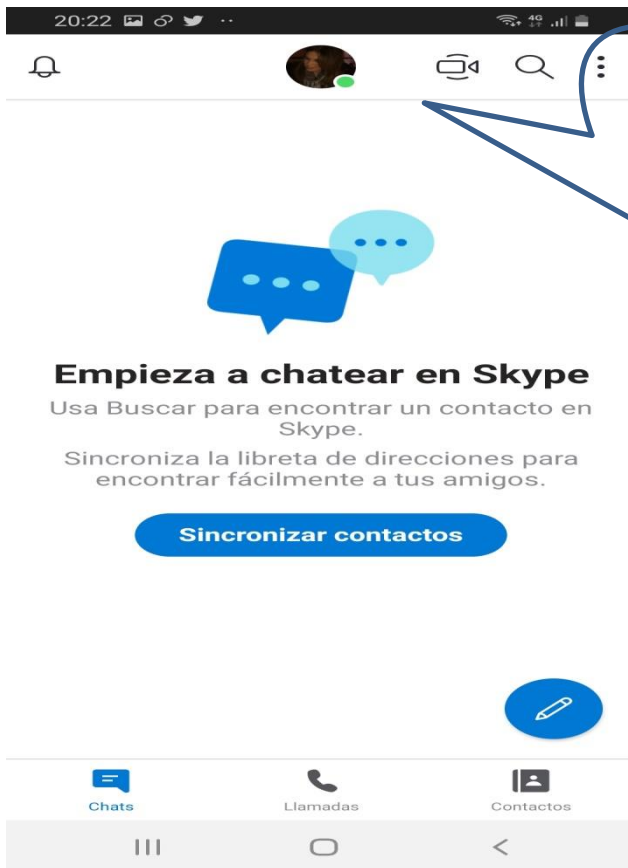 20:22
4G
Empieza a chatear en Skype
Usa Buscar para encontrar un contacto en
Skype.
Sincroniza la libreta de direcciones para
encontrar fácilmente a tus amigos.
Sincronizar contactos
Chats
Llamadas
Contactos